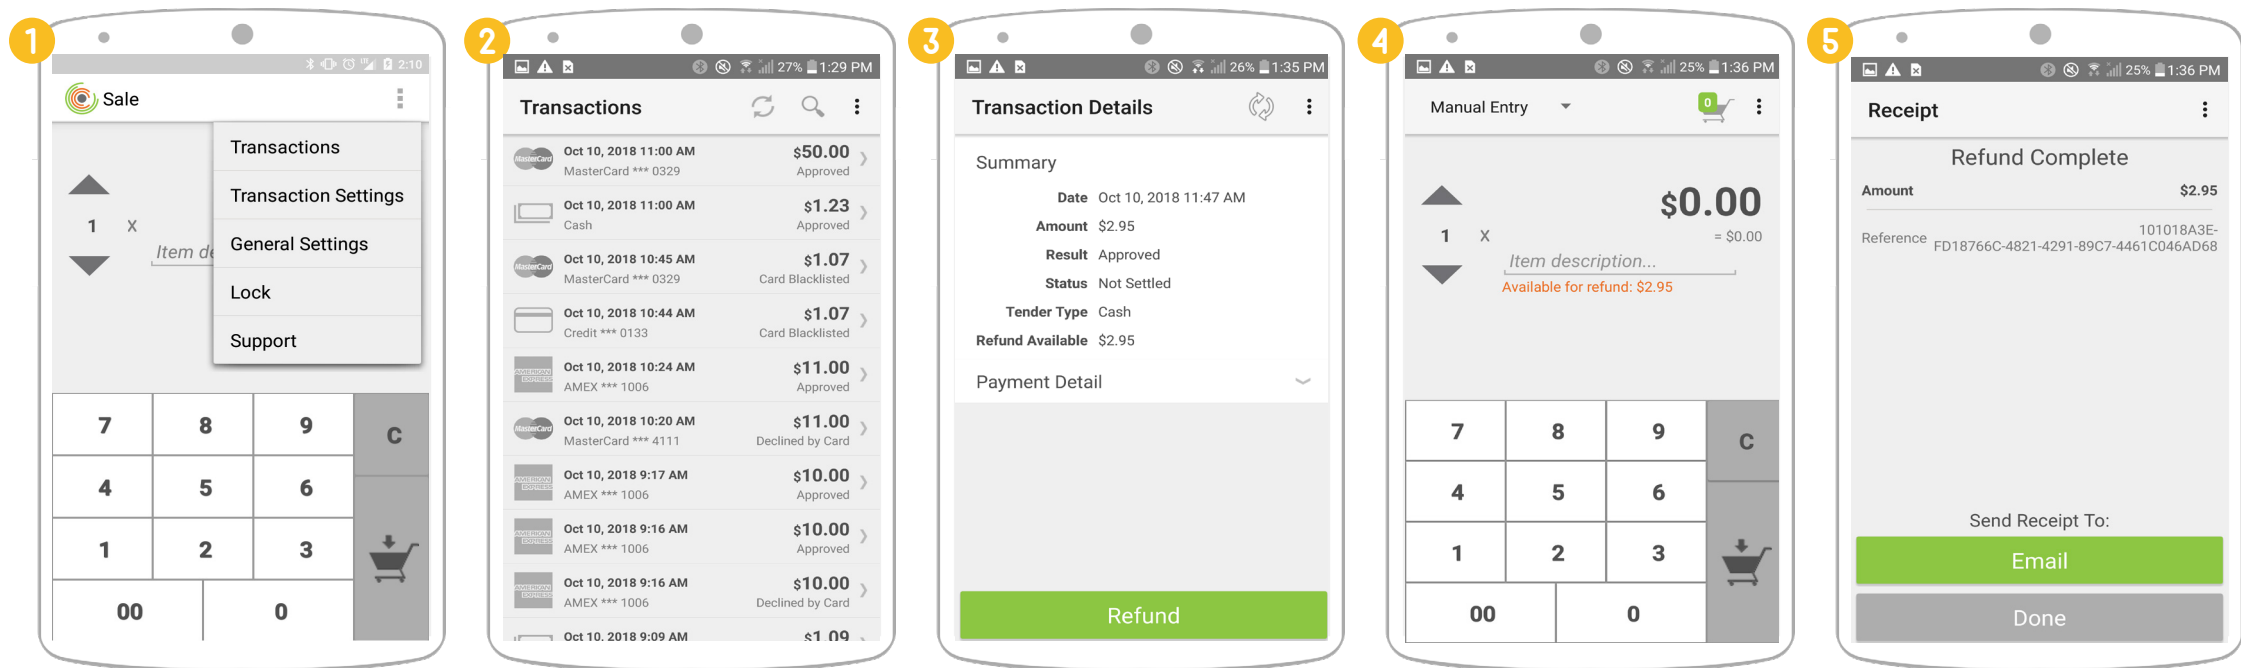 1
2:10
Sale
Transactions
Transaction Settings
General Settings
Lock
Support
1 X
Item de
7 8 9 C
4 5 6
1 2 3
00 0
2
27% 1:29 PM
Transactions
MasterCard
Oct 10, 2018 11:00 AM $50.00
MasterCard *** 0329 Approved
Oct 10, 2018 11:00 AM $1.23
Cash Approved
MasterCard
Oct 10, 2018 10:45 AM $1.07
MasterCard *** 0329 Card Blacklisted
Oct 10, 2018 10:44 AM $1.07
Credit *** 0133 Card Blacklisted
AMERICAN EXPRESS
Oct 10, 2018 10:24 AM $11.00
AMEX *** 1006 Approved
MasterCard
Oct 10, 2018 10:20 AM $11.00
MasterCard *** 4111 Declined by Card
AMERICAN EXPRESS
Oct 10, 2018 9:17 AM $10.00
AMEX *** 1006 Approved
AMERICAN EXPRESS
Oct 10, 2018 9:16 AM $10.00
AMEX *** 1006 Approved
AMERICAN EXPRESS
Oct 10, 2018 9:16 AM $10.00
AMEX *** 1006 Declined by Card
Oct 10, 2018 9:09 AM $1.09
3
26% 1:35 PM
Transaction Details
Summary
Date Oct 10, 2018 11:47 AM
Amount $2.95
Result Approved
Status Not Settled
Tender Type Cash
Refund Available $2.95
Payment Detail
Refund
4
25% 1:36 PM
Manual Entry
0
$0.00
1 X
= $0.00
Item description...
Available for refund: $2.95
7 8 9 C
4 5 6
1 2 3
00 0
5
25% 1:36 PM
Receipt
Refund Complete
Amount $2.95
Reference 101018A3E-
FD18766C-4821-4291-89C7-4461C046AD68
Send Receipt To:
Email
Done